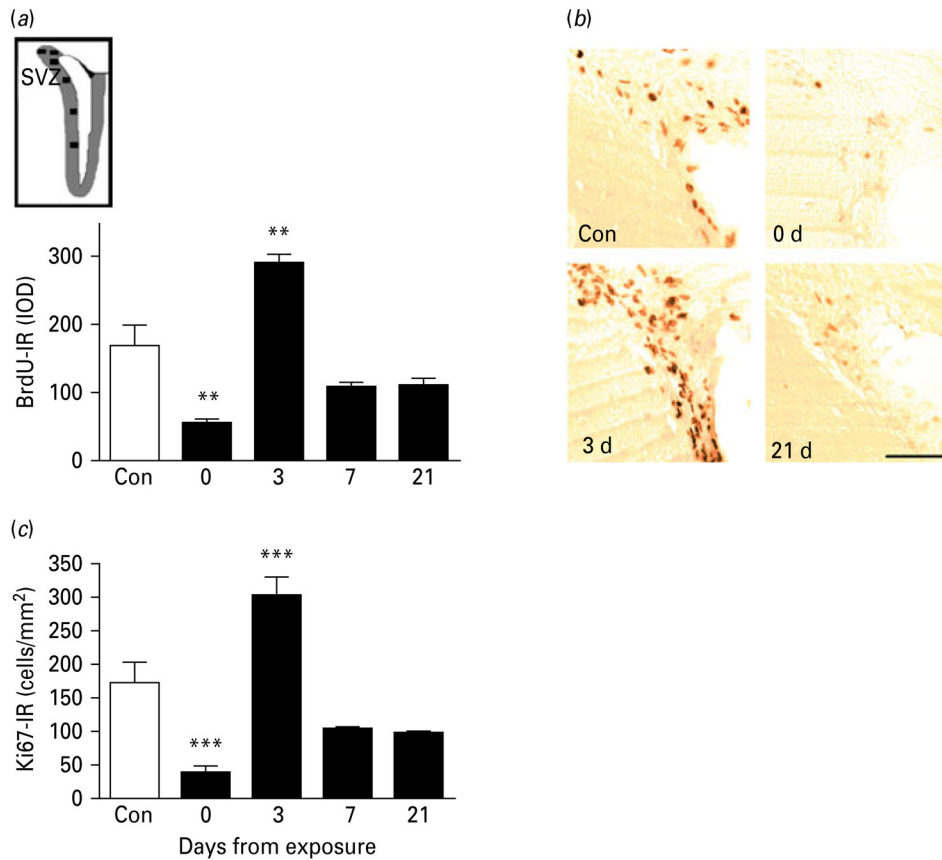 (a)
SVZ
BrdU-IR (IOD)
300
200
100
0
**
**
Con 0 3 7 21
(b)
Con
0 d
3 d
21 d
(c)
Ki67-IR (cells/mm²)
350
300
250
200
150
100
50
0
***
***
Con 0 3 7 21
Days from exposure